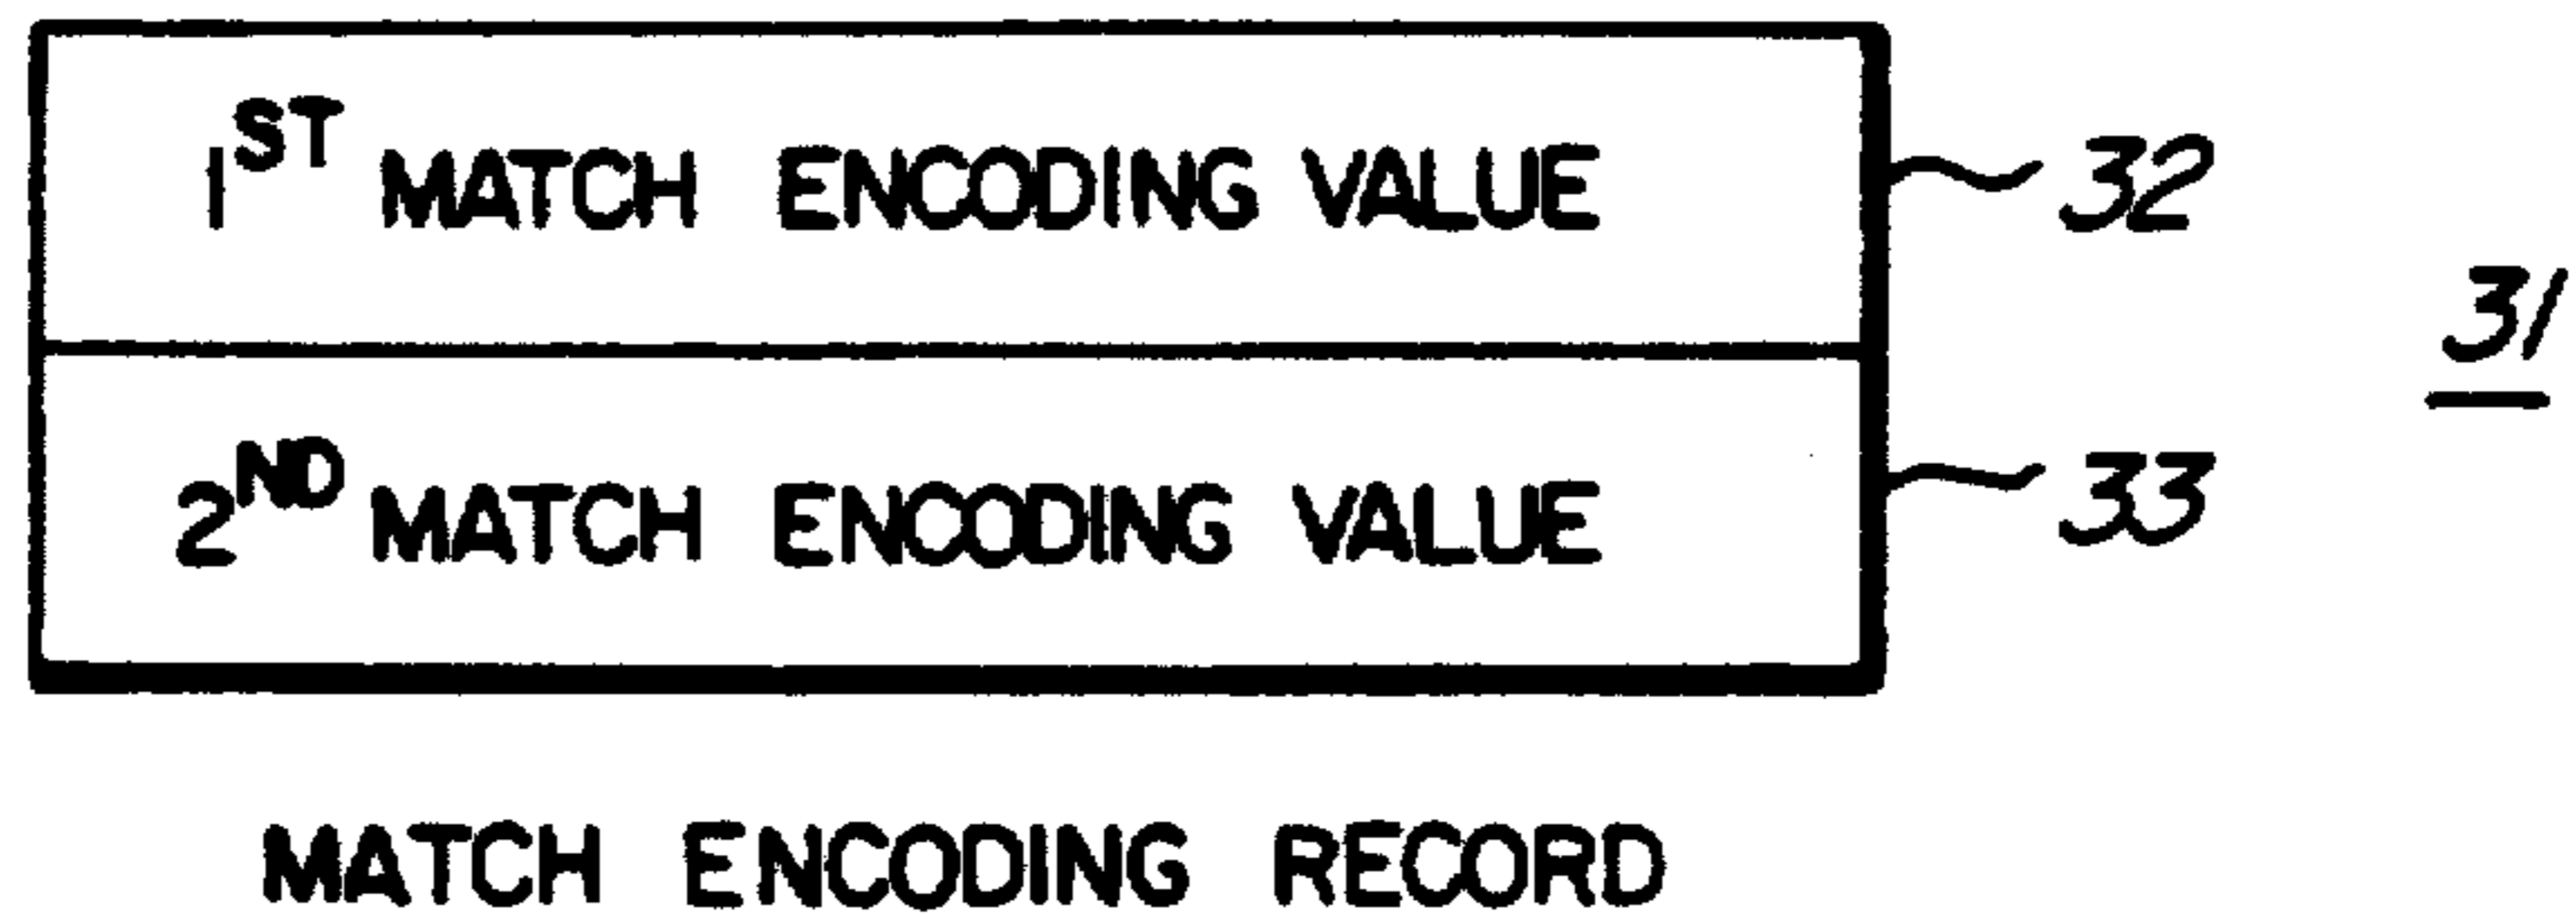 1ST MATCH ENCODING VALUE 32
31
2ND MATCH ENCODING VALUE 33
MATCH ENCODING RECORD